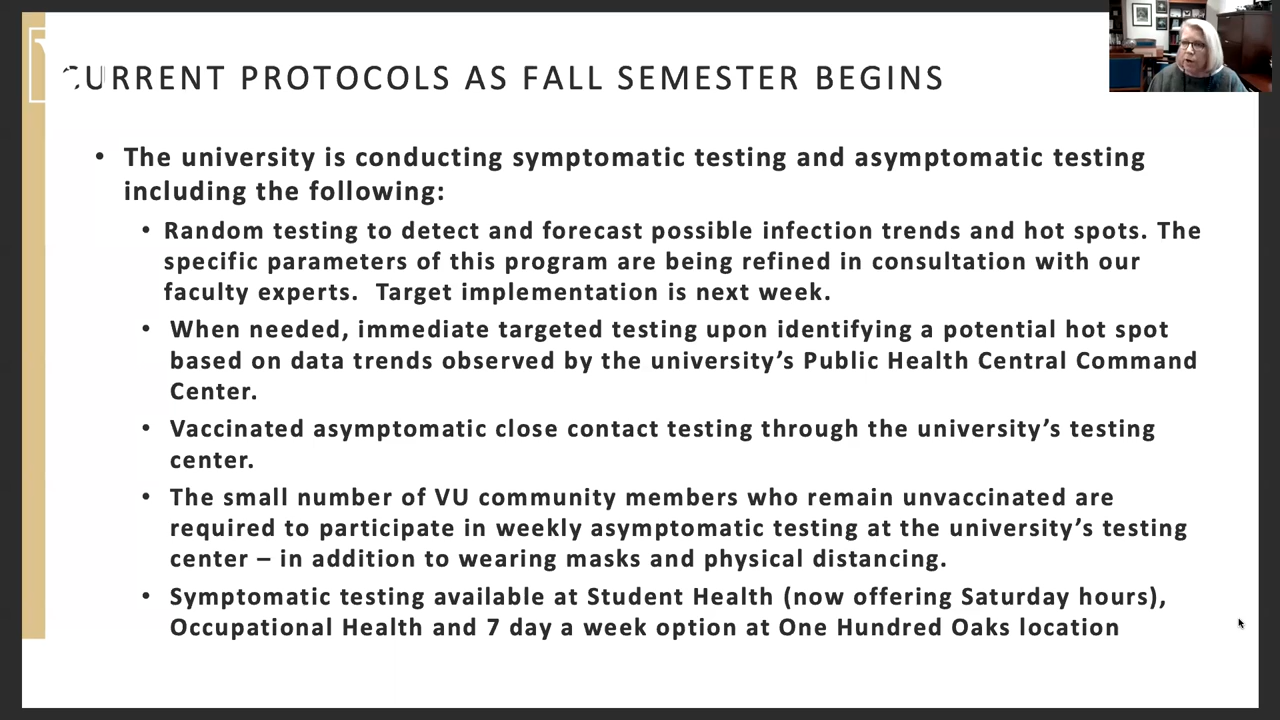 CURRENT PROTOCOLS AS FALL SEMESTER BEGINS
• The university is conducting symptomatic testing and asymptomatic testing
including the following:
• Random testing to detect and forecast possible infection trends and hot spots. The
specific parameters of this program are being refined in consultation with our
faculty experts.  Target implementation is next week.
• When needed, immediate targeted testing upon identifying a potential hot spot
based on data trends observed by the university’s Public Health Central Command
Center.
• Vaccinated asymptomatic close contact testing through the university’s testing
center.
• The small number of VU community members who remain unvaccinated are
required to participate in weekly asymptomatic testing at the university’s testing
center – in addition to wearing masks and physical distancing.
• Symptomatic testing available at Student Health (now offering Saturday hours),
Occupational Health and 7 day a week option at One Hundred Oaks location